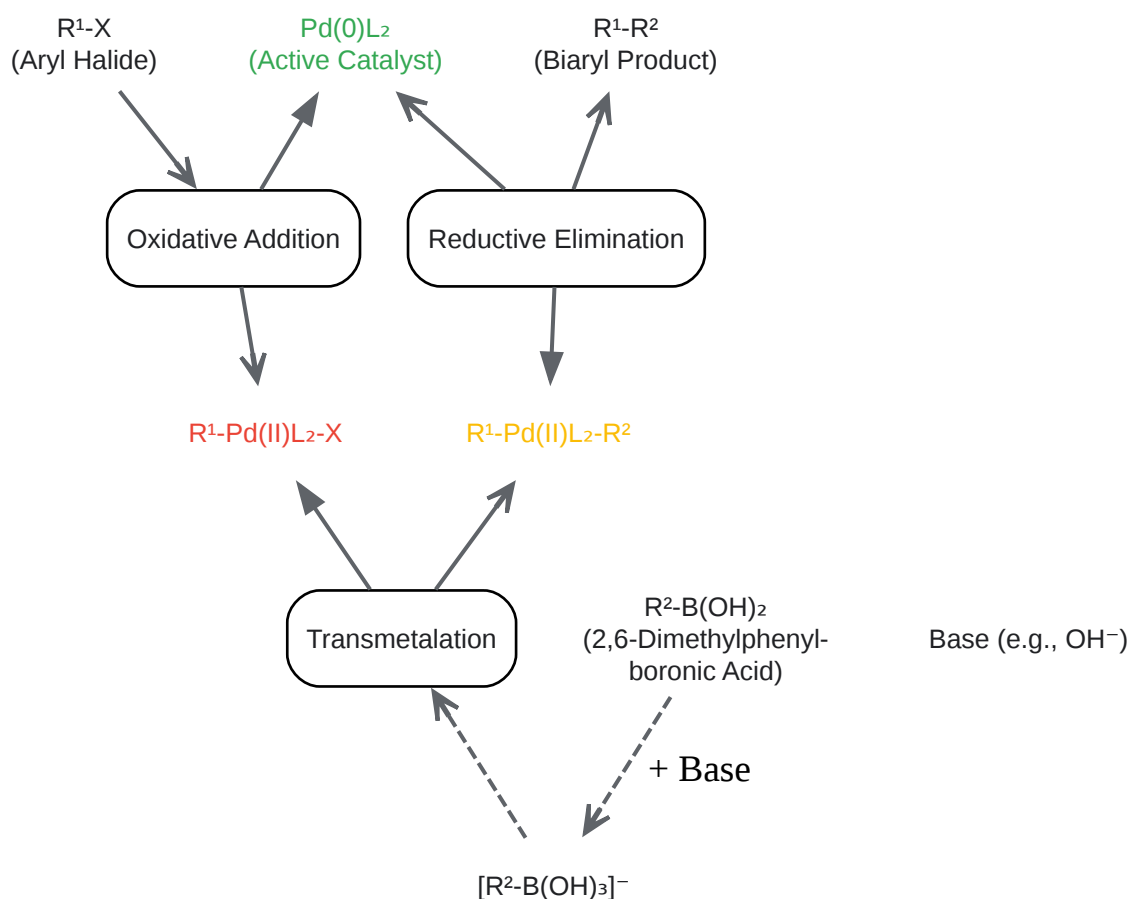 R¹-X
(Aryl Halide)
Pd(0)L₂
(Active Catalyst)
R¹-R²
(Biaryl Product)
Oxidative Addition
Reductive Elimination
R¹-Pd(II)L₂-X
R¹-Pd(II)L₂-R²
Transmetalation
R²-B(OH)₂
(2,6-Dimethylphenyl-
boronic Acid)
Base (e.g., OH⁻)
+ Base
[R²-B(OH)₃]⁻